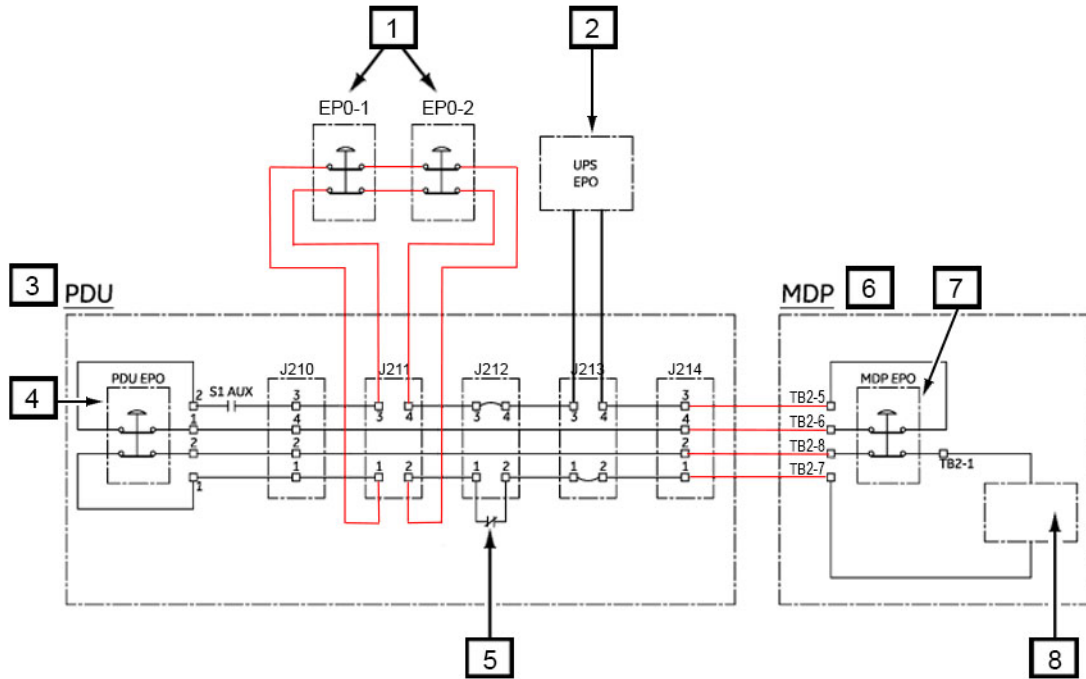 1
2
EP0-1
EP0-2
UPS
EPO
3
PDU
MDP
6
7
4
PDU EPO
2
S1 AUX
J210
J211
J212
J213
J214
MDP EPO
3
3
4
3
4
3
4
3
TB2-5
1
4
4
TB2-6
2
2
2
TB2-8
TB2-1
1
1
1
2
1
2
1
2
1
TB2-7
5
8